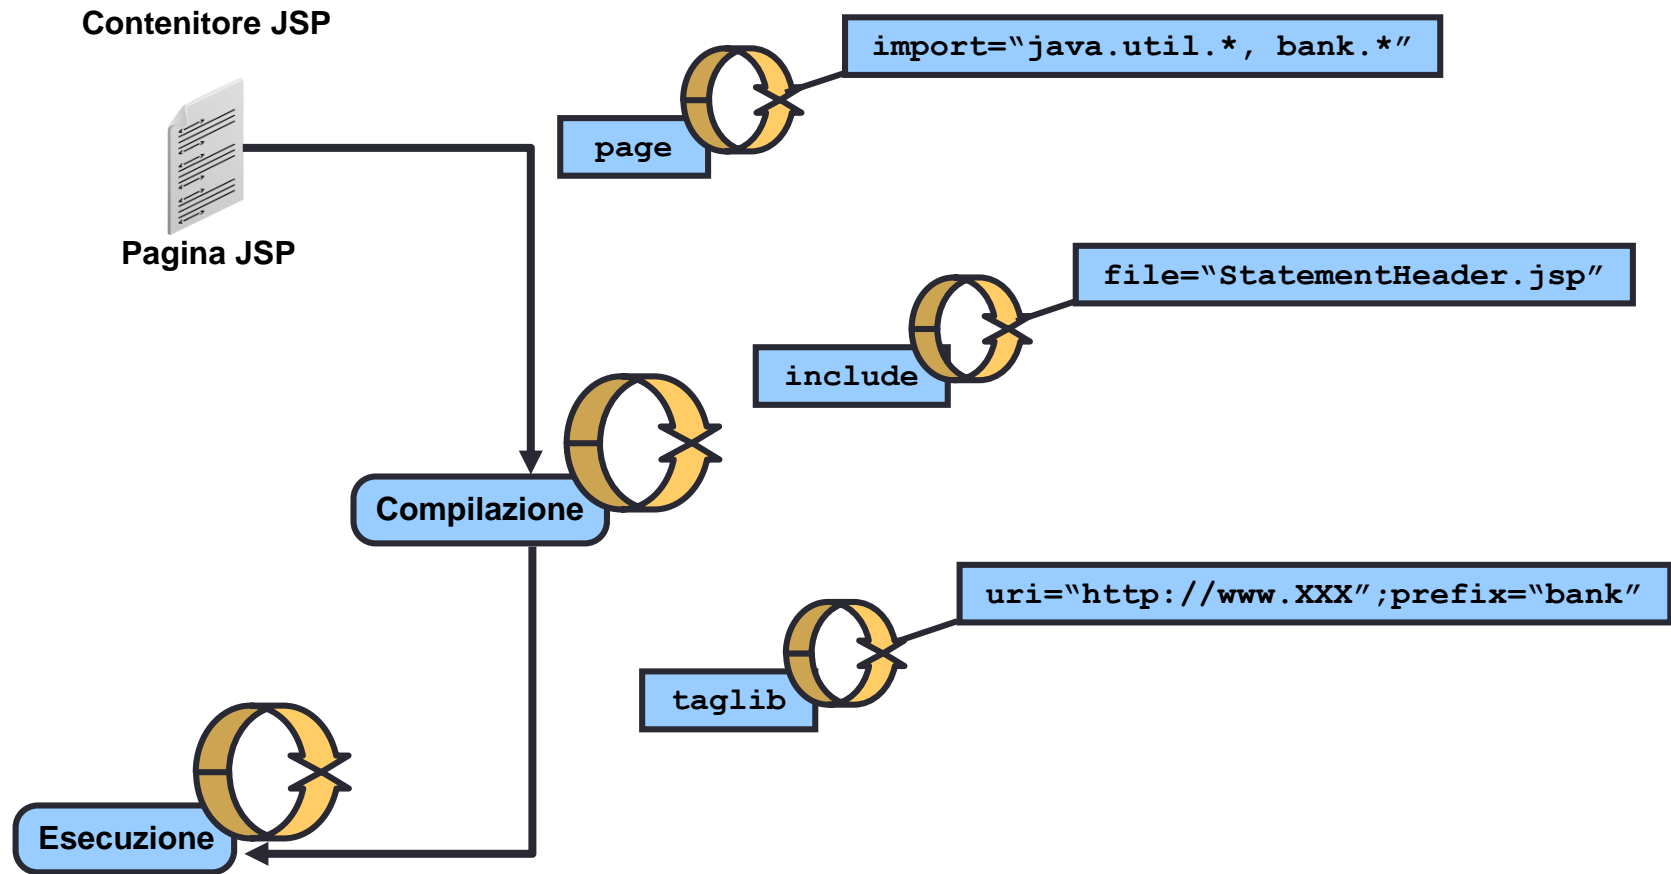 Contenitore JSP
import=“java.util.*, bank.*”
page
Pagina JSP
file=“StatementHeader.jsp”
include
Compilazione
uri=“http://www.XXX”;prefix=“bank”
taglib
Esecuzione